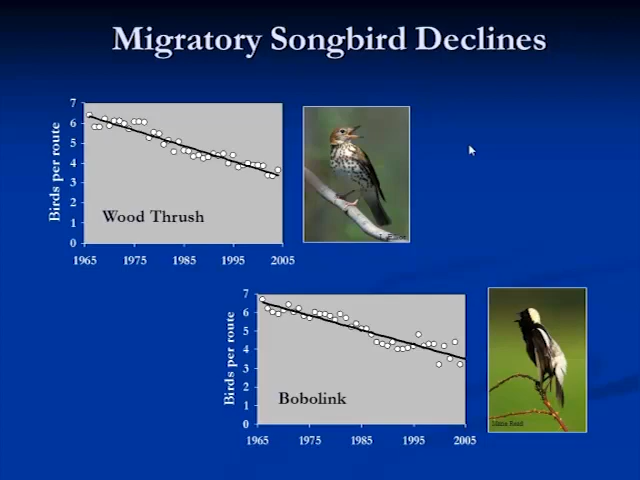 Migratory Songbird Declines
Birds per route
7
6
5
4
3
2
1
0
Wood Thrush
1965 1975 1985 1995 2005
Birds per route
7
6
5
4
3
2
1
0
Bobolink
1965 1975 1985 1995 2005